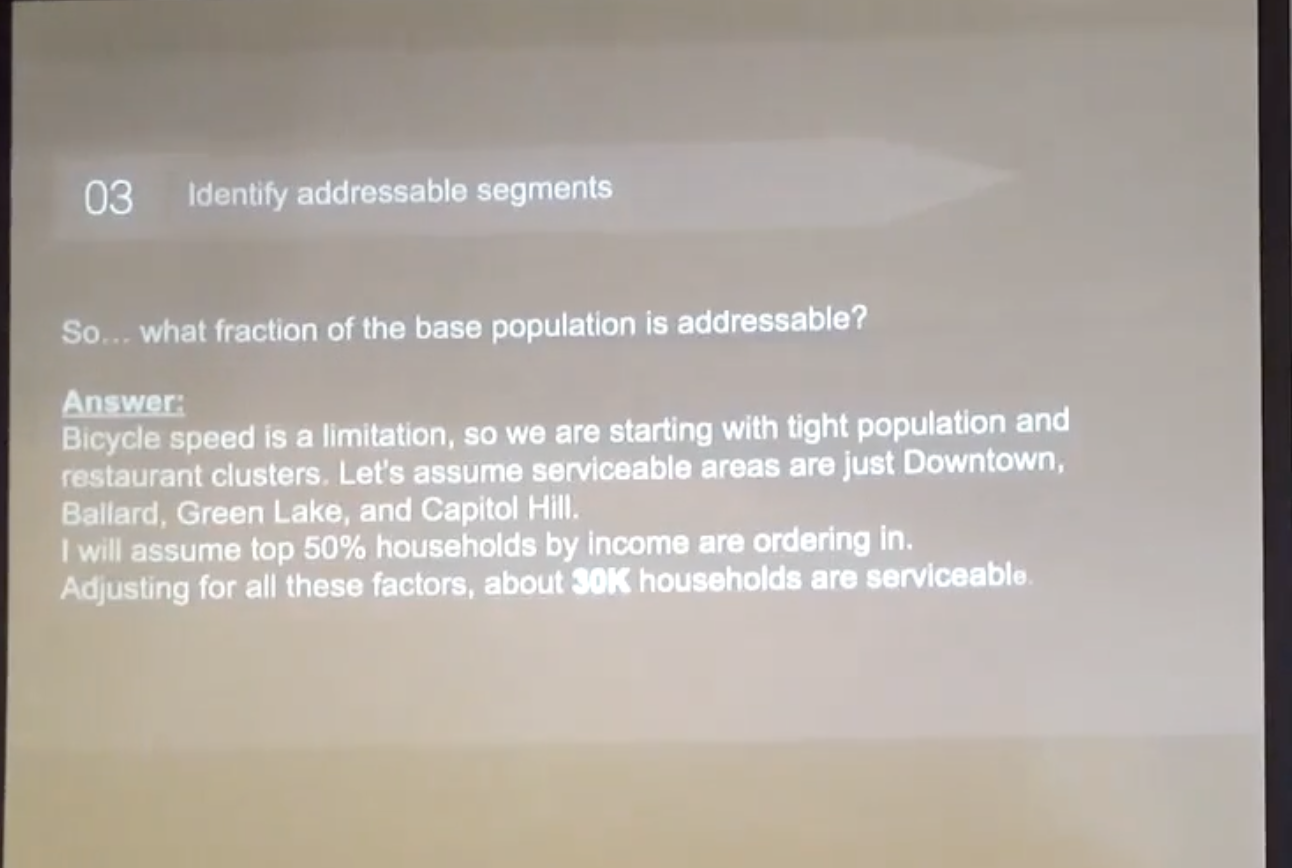 03 Identify addressable segments
So... what fraction of the base population is addressable?
Answer:
Bicycle speed is a limitation, so we are starting with tight population and
restaurant clusters. Let's assume serviceable areas are just Downtown,
Ballard, Green Lake, and Capitol Hill.
I will assume top 50% households by income are ordering in.
Adjusting for all these factors, about 30K households are serviceable.